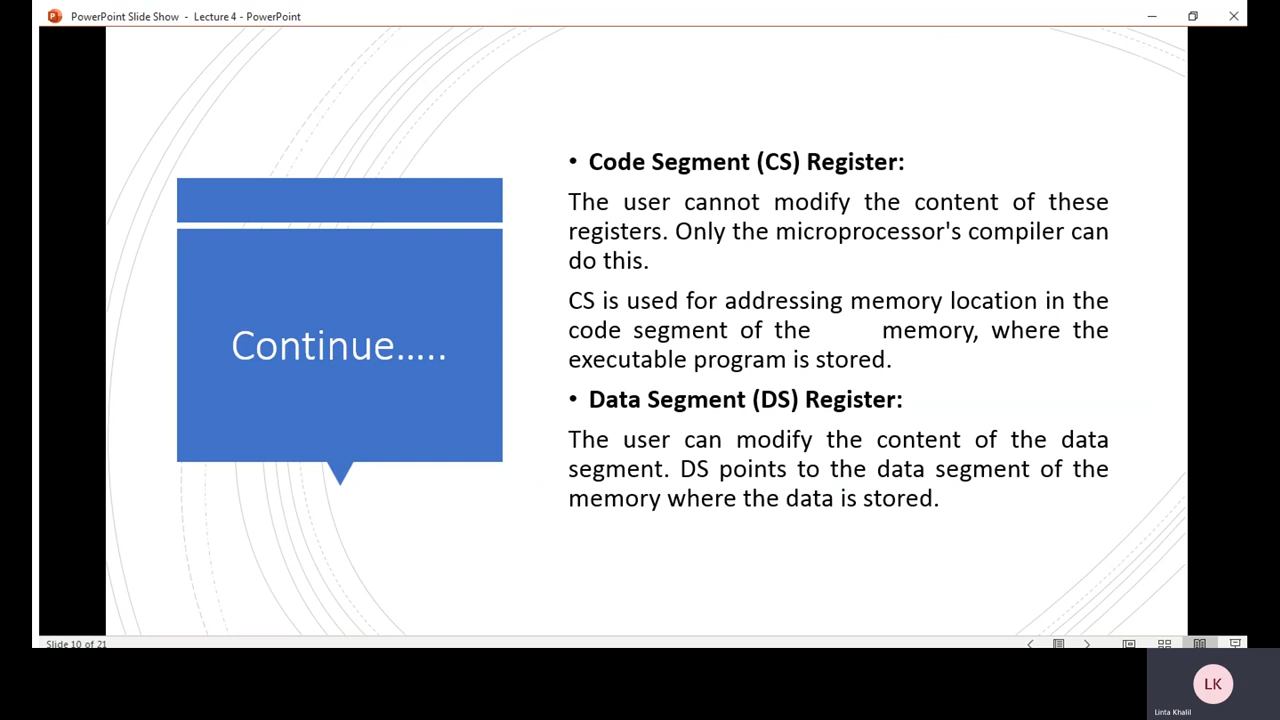 PowerPoint Slide Show - Lecture 4 - PowerPoint
Continue.....
• Code Segment (CS) Register:
The user cannot modify the content of these
registers. Only the microprocessor's compiler can
do this.
CS is used for addressing memory location in the
code segment of the memory, where the
executable program is stored.
• Data Segment (DS) Register:
The user can modify the content of the data
segment. DS points to the data segment of the
memory where the data is stored.
Slide 10 of 21
LK
Linta Khalil